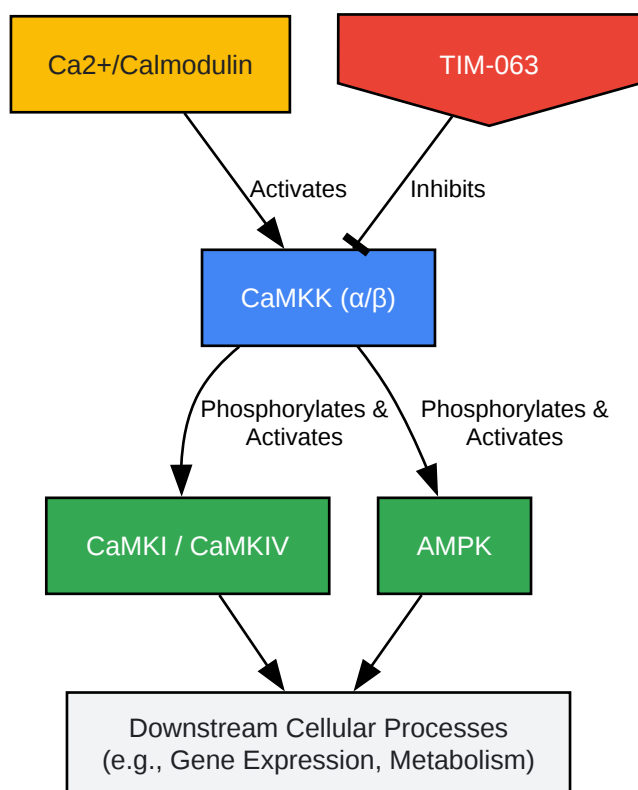 Ca2+/Calmodulin
TIM-063
Activates
Inhibits
CaMKK (α/β)
Phosphorylates &
Activates
Phosphorylates &
Activates
CaMKI / CaMKIV
AMPK
Downstream Cellular Processes
(e.g., Gene Expression, Metabolism)